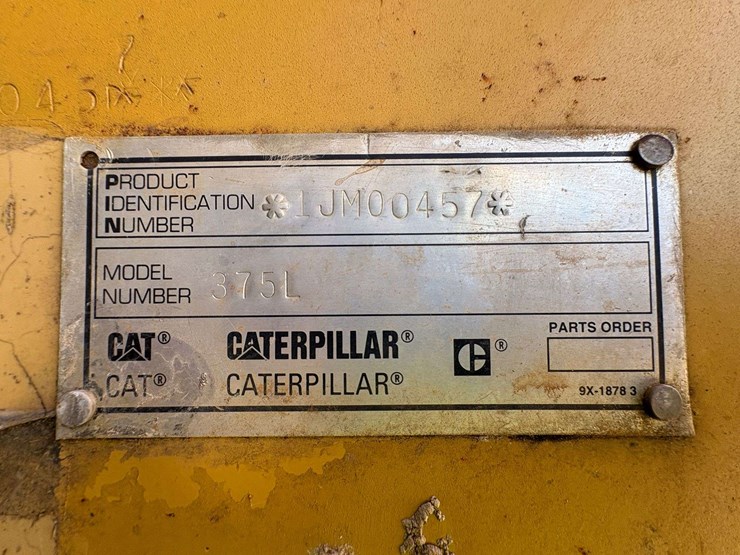 PRODUCT
IDENTIFICATION *1JM00457*
NUMBER
MODEL
NUMBER 375L
CAT® CATERPILLAR® C®
PARTS ORDER
CAT® CATERPILLAR®
9X-1878 3